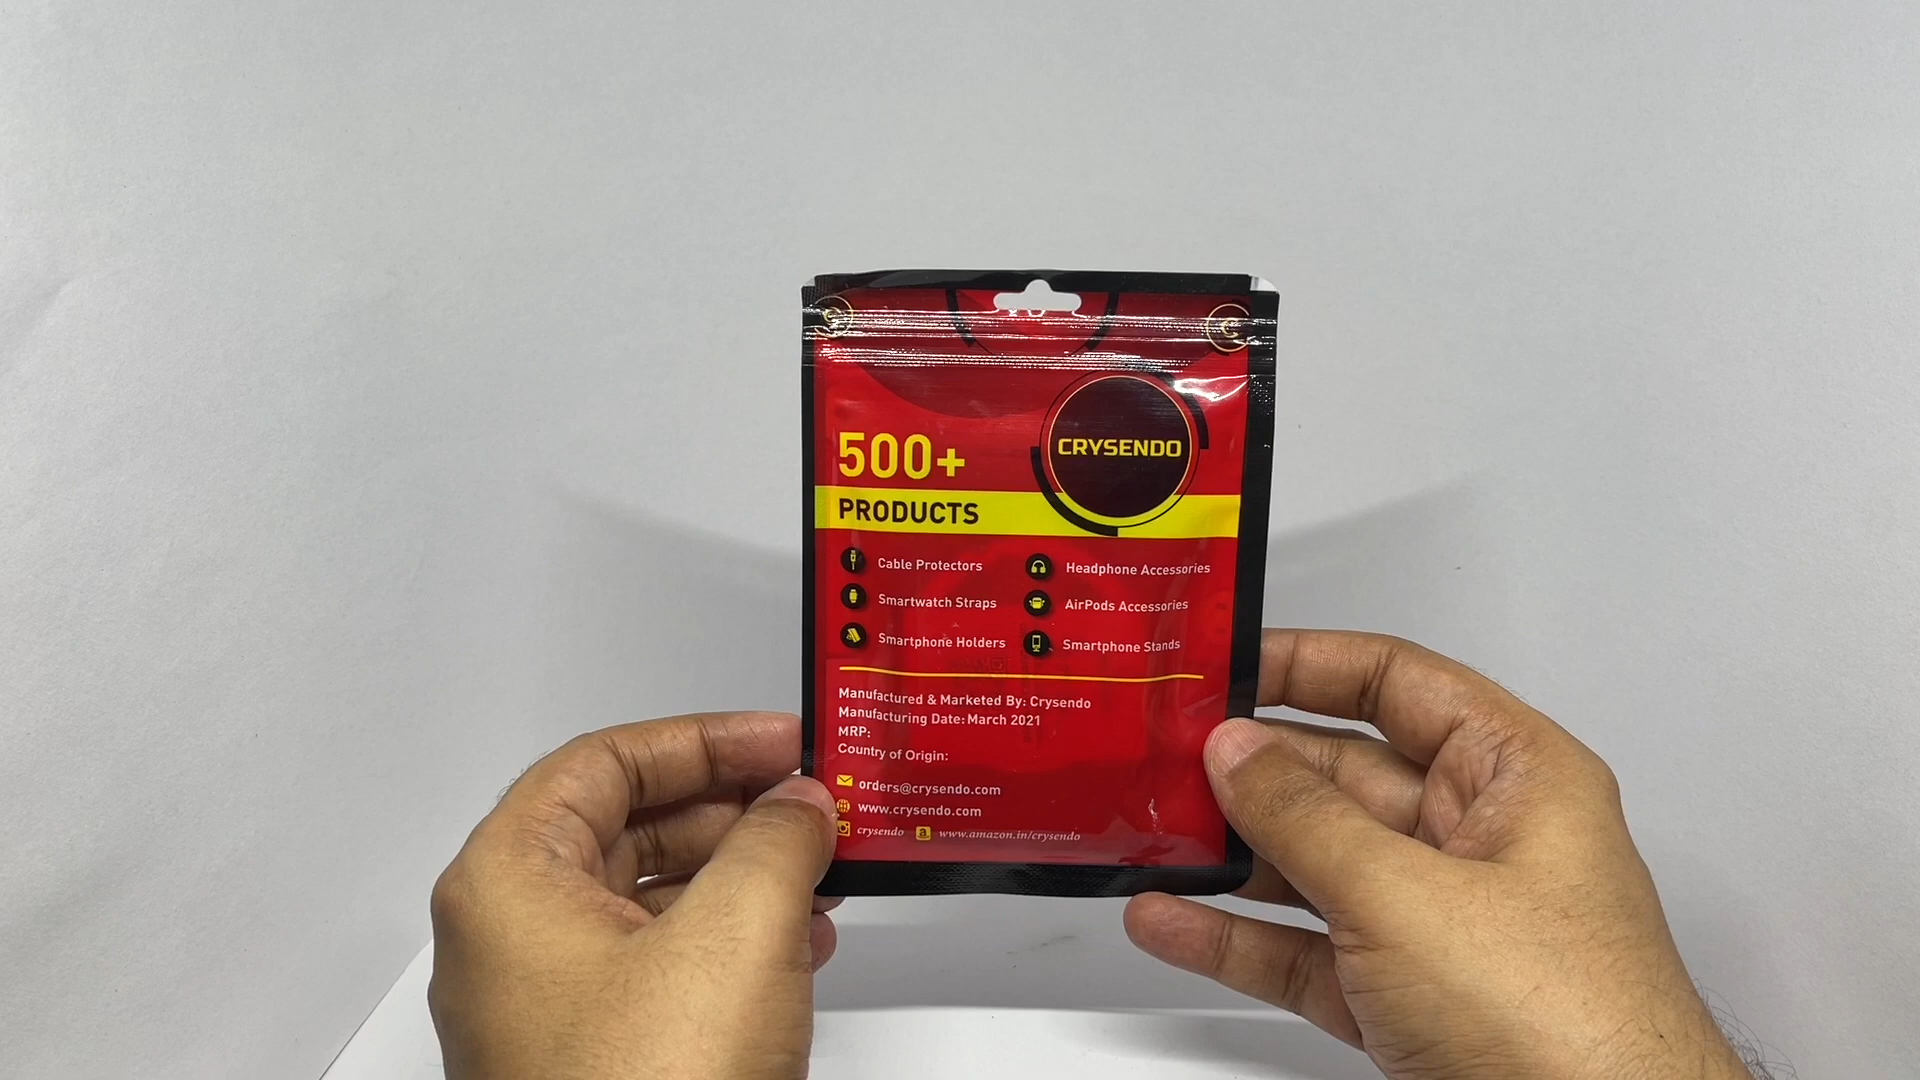 C
C
CRYSENDO
500+
PRODUCTS
Cable Protectors
Headphone Accessories
Smartwatch Straps
AirPods Accessories
Smartphone Holders
Smartphone Stands
Manufactured & Marketed By: Crysendo
Manufacturing Date: March 2021
MRP:
Country of Origin:
orders@crysendo.com
www.crysendo.com
crysendo
a
www.amazon.in/crysendo